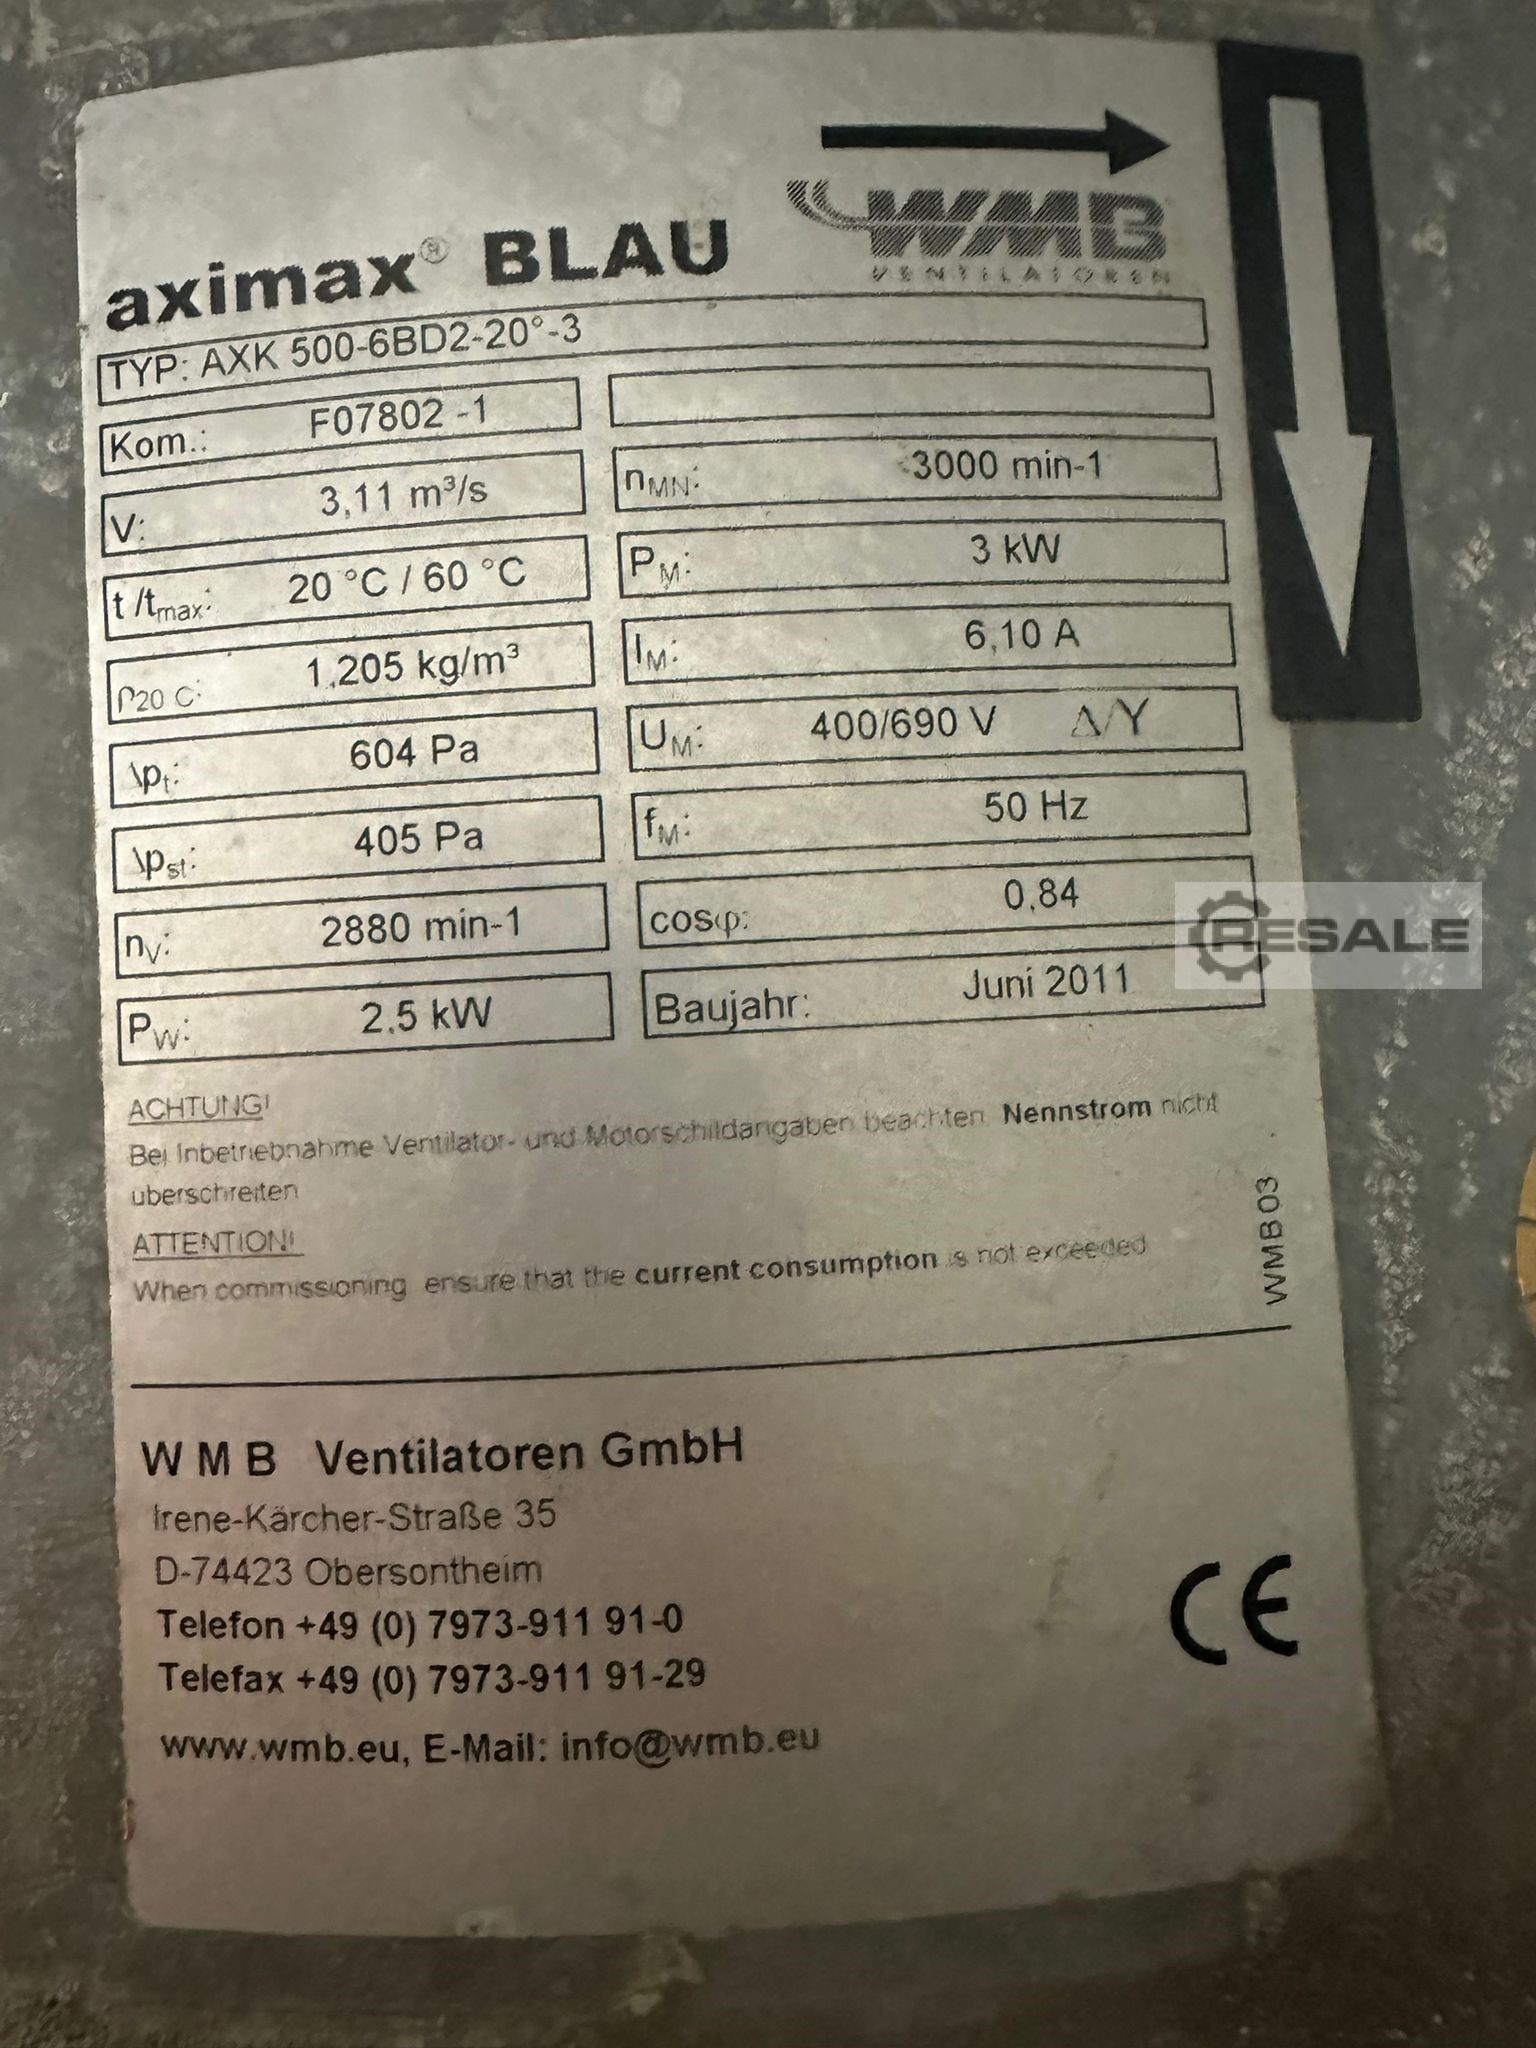 WMB
VENTILATOREN
aximax® BLAU
TYP: AXK 500-6BD2-20°-3
Kom.: F07802 -1
V: 3,11 m³/s
nMN: 3000 min-1
t /tmax: 20 °C / 60 °C
PM: 3 kW
ρ20 C: 1,205 kg/m³
IM: 6,10 A
\pt: 604 Pa
UM: 400/690 V Δ/Y
\pst: 405 Pa
fM: 50 Hz
nV: 2880 min-1
cosφ: 0,84
PW: 2,5 kW
Baujahr: Juni 2011
RESALE
ACHTUNG!
Bei Inbetriebnahme Ventilator- und Motorschildangaben beachten Nennstrom nicht
überschreiten
ATTENTION!
When commissioning ensure that the current consumption is not exceeded
WMB 03
W M B Ventilatoren GmbH
Irene-Kärcher-Straße 35
D-74423 Obersontheim
Telefon +49 (0) 7973-911 91-0
Telefax +49 (0) 7973-911 91-29
www.wmb.eu, E-Mail: info@wmb.eu
CE